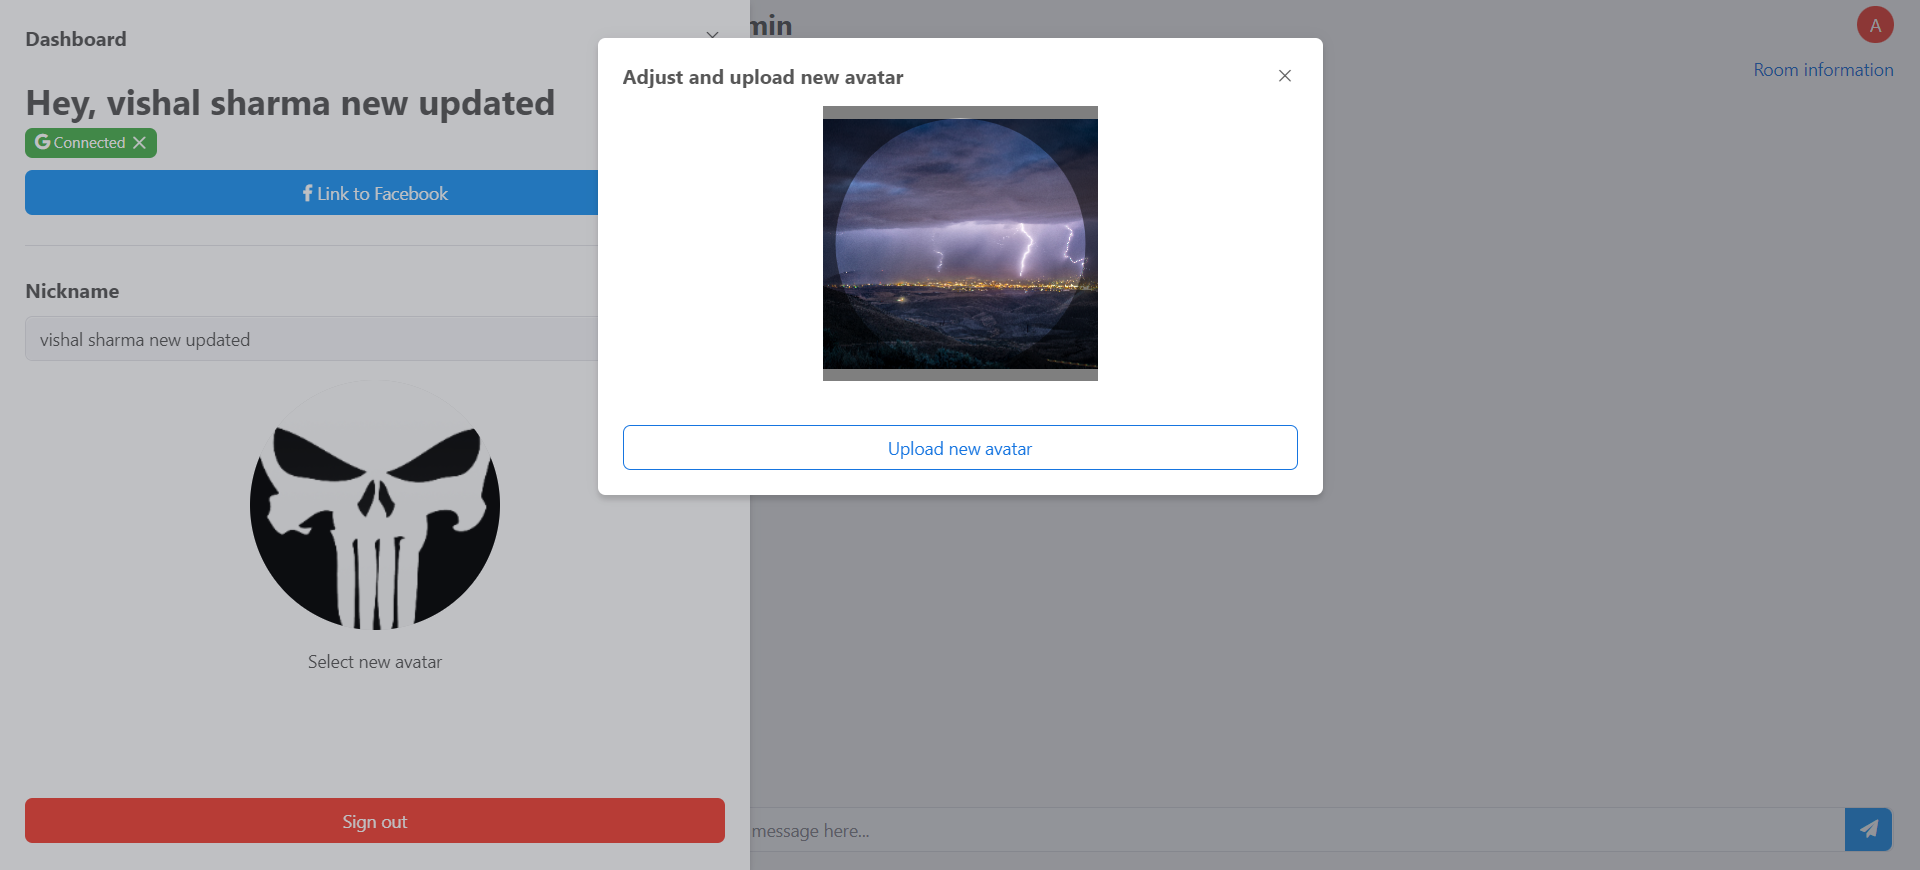 Dashboard
Hey, vishal sharma new updated
Connected
Link to Facebook
Nickname
vishal sharma new updated
Select new avatar
Sign out
Adjust and upload new avatar
Upload new avatar
A
Room information
message here...